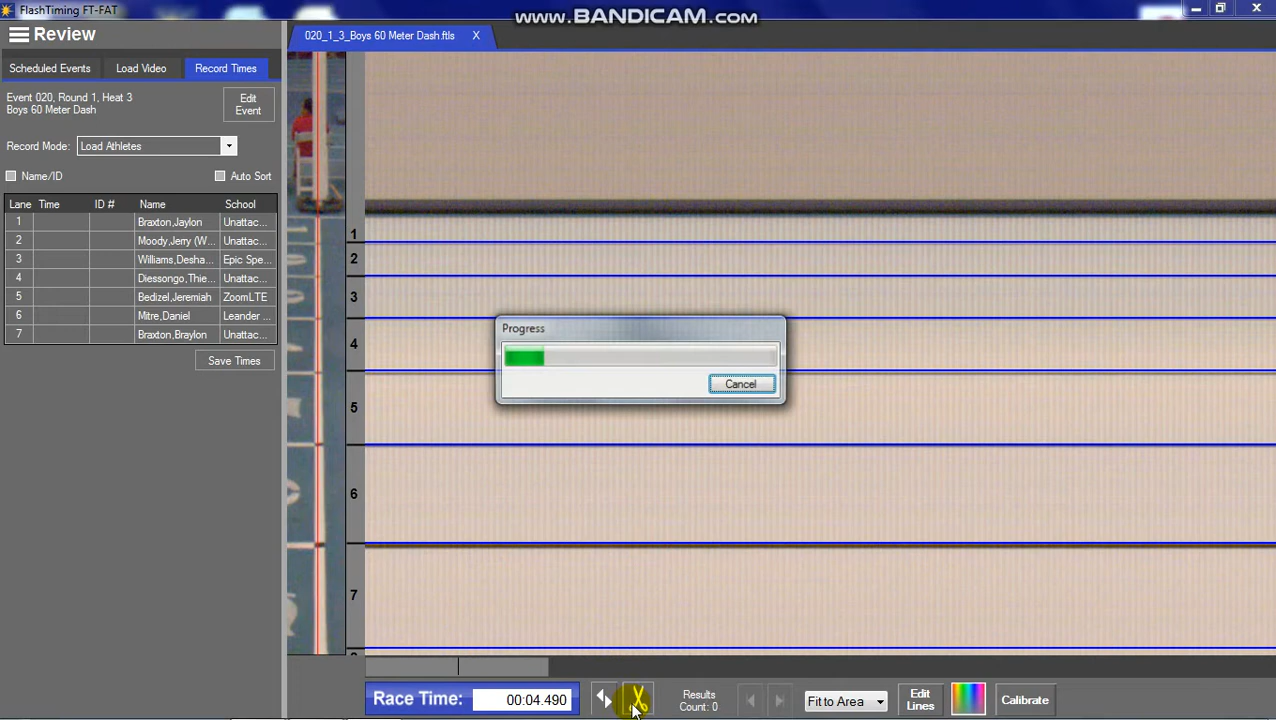 FlashTiming FT-FAT
www.BANDICAM.com
Review
020_1_3_Boys 60 Meter Dash.ftls X
Scheduled Events Load Video Record Times
Event 020, Round 1, Heat 3
Boys 60 Meter Dash
Edit
Event
Record Mode: Load Athletes
Name/ID Auto Sort
Lane Time ID # Name School
1 Braxton,Jaylon Unattac...
2 Moody,Jerry (W... Unattac...
3 Williams,Desha... Epic Spe...
4 Diessongo,Thie... Unattac...
5 Bedizel,Jeremiah ZoomLTE
6 Mitre,Daniel Leander ...
7 Braxton,Braylon Unattac...
Save Times
1
2
3
4
5
6
7
Progress
Cancel
Race Time: 00:04.490
Results
Count: 0
Fit to Area
Edit
Lines
Calibrate